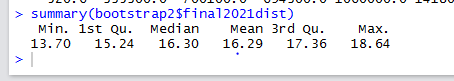 > summary(bootstrap2$final2021dist)
Min. 1st Qu. Median Mean 3rd Qu. Max.
13.70 15.24 16.30 16.29 17.36 18.64
>